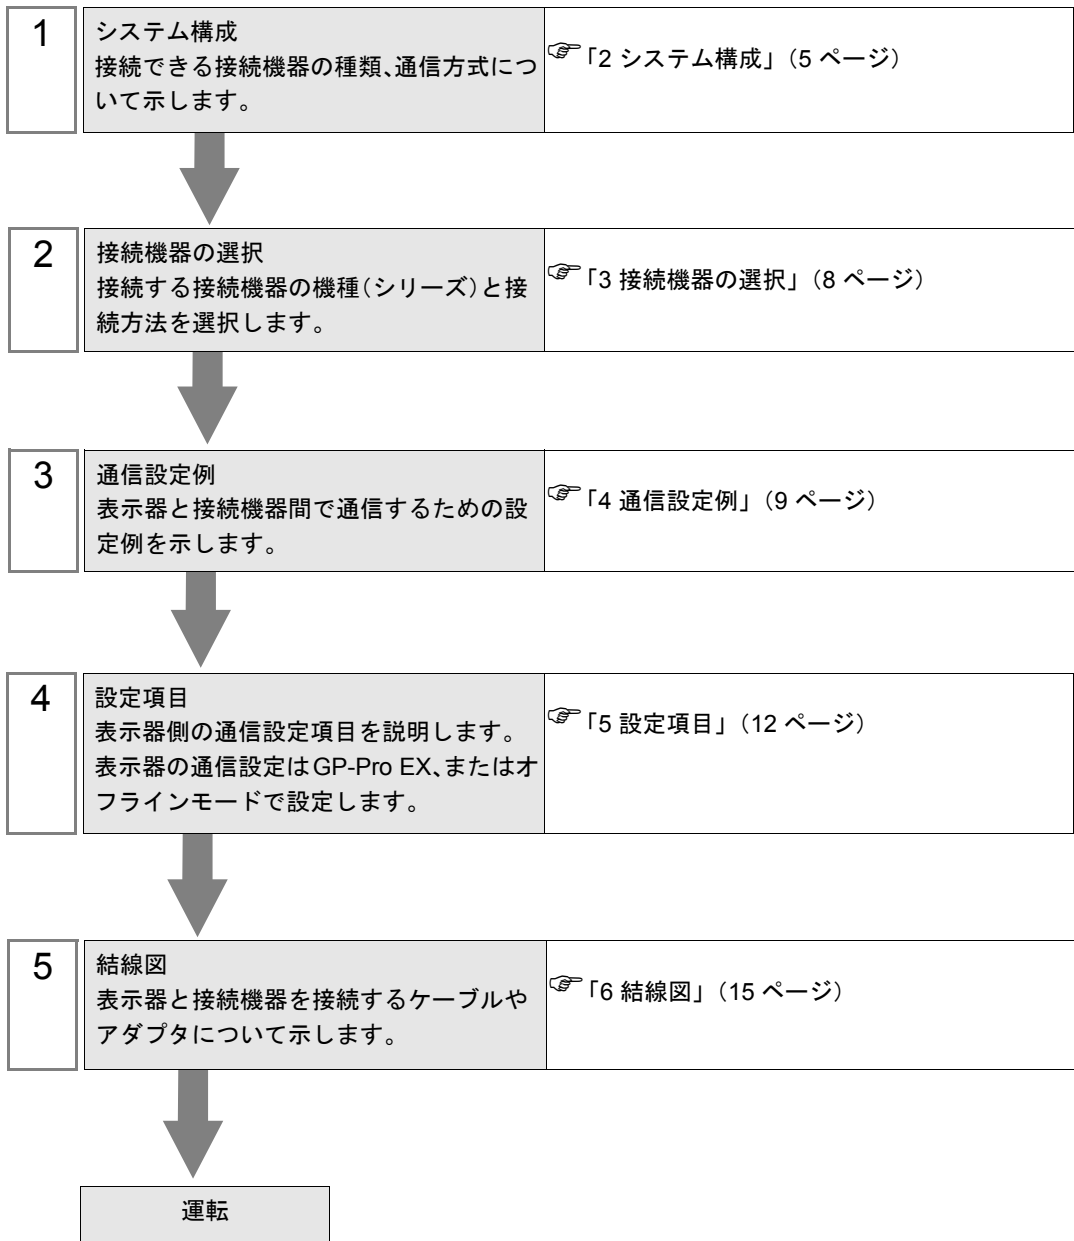 1
システム構成
接続できる接続機器の種類、通信方式につ
いて示します。
☞「2 システム構成」（5 ページ）
2
接続機器の選択
接続する接続機器の機種（シリーズ）と接
続方法を選択します。
☞「3 接続機器の選択」（8 ページ）
3
通信設定例
表示器と接続機器間で通信するための設
定例を示します。
☞「4 通信設定例」（9 ページ）
4
設定項目
表示器側の通信設定項目を説明します。
表示器の通信設定はGP-Pro EX、またはオ
フラインモードで設定します。
☞「5 設定項目」（12 ページ）
5
結線図
表示器と接続機器を接続するケーブルや
アダプタについて示します。
☞「6 結線図」（15 ページ）
運転